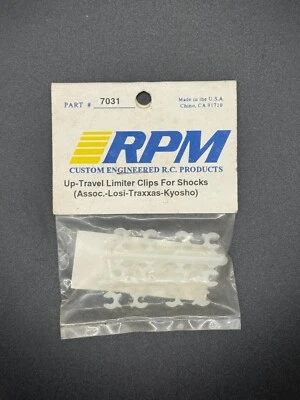 PART # 7031
Made in the U.S.A.
Chino, CA 91710
RPM
CUSTOM ENGINEERED R.C. PRODUCTS
Up-Travel Limiter Clips For Shocks
(Assoc.-Losi-Traxxas-Kyosho)